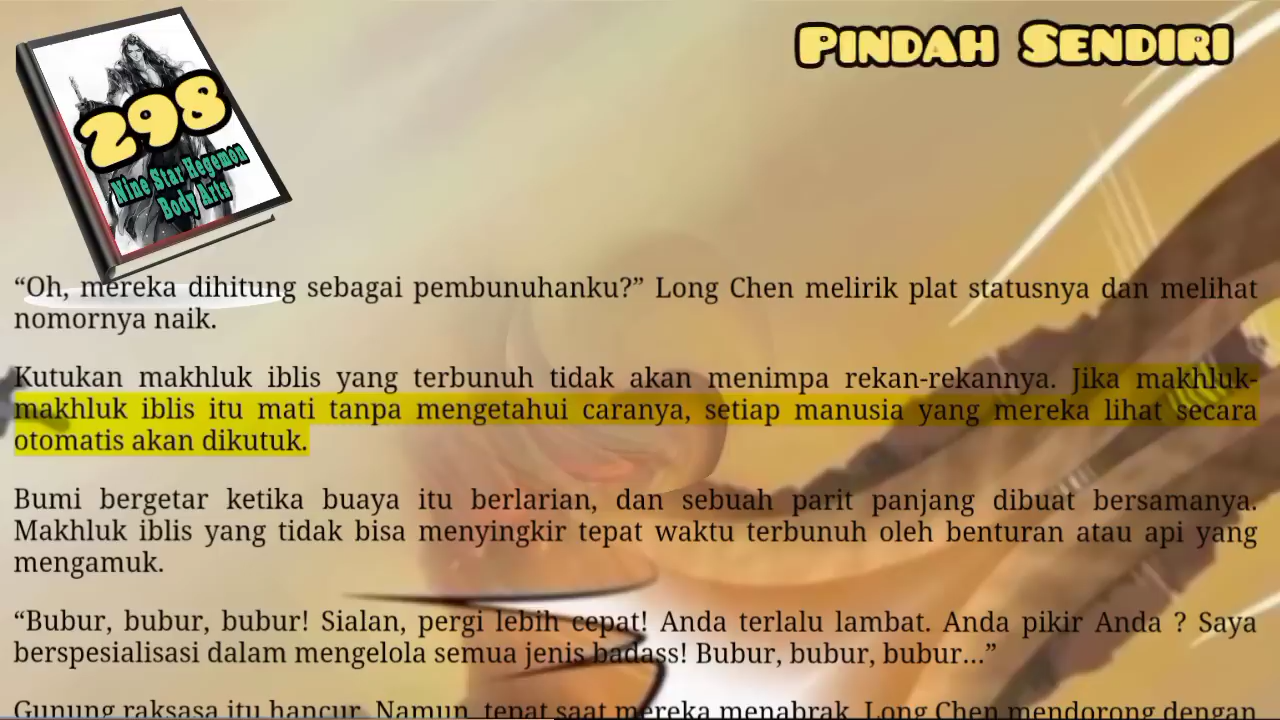 PINDAH SENDIRI
298
Nine Star Hegemon
Body Arts
“Oh, mereka dihitung sebagai pembunuhanku?” Long Chen melirik plat statusnya dan melihat
nomornya naik.
Kutukan makhluk iblis yang terbunuh tidak akan menimpa rekan-rekannya. Jika makhluk-
makhluk iblis itu mati tanpa mengetahui caranya, setiap manusia yang mereka lihat secara
otomatis akan dikutuk.
Bumi bergetar ketika buaya itu berlarian, dan sebuah parit panjang dibuat bersamanya.
Makhluk iblis yang tidak bisa menyingkir tepat waktu terbunuh oleh benturan atau api yang
mengamuk.
“Bubur, bubur, bubur! Sialan, pergi lebih cepat! Anda terlalu lambat. Anda pikir Anda ? Saya
berspesialisasi dalam mengelola semua jenis badass! Bubur, bubur, bubur…”
Gunung raksasa itu hancur. Namun, tepat saat mereka menabrak, Long Chen mendorong dengan